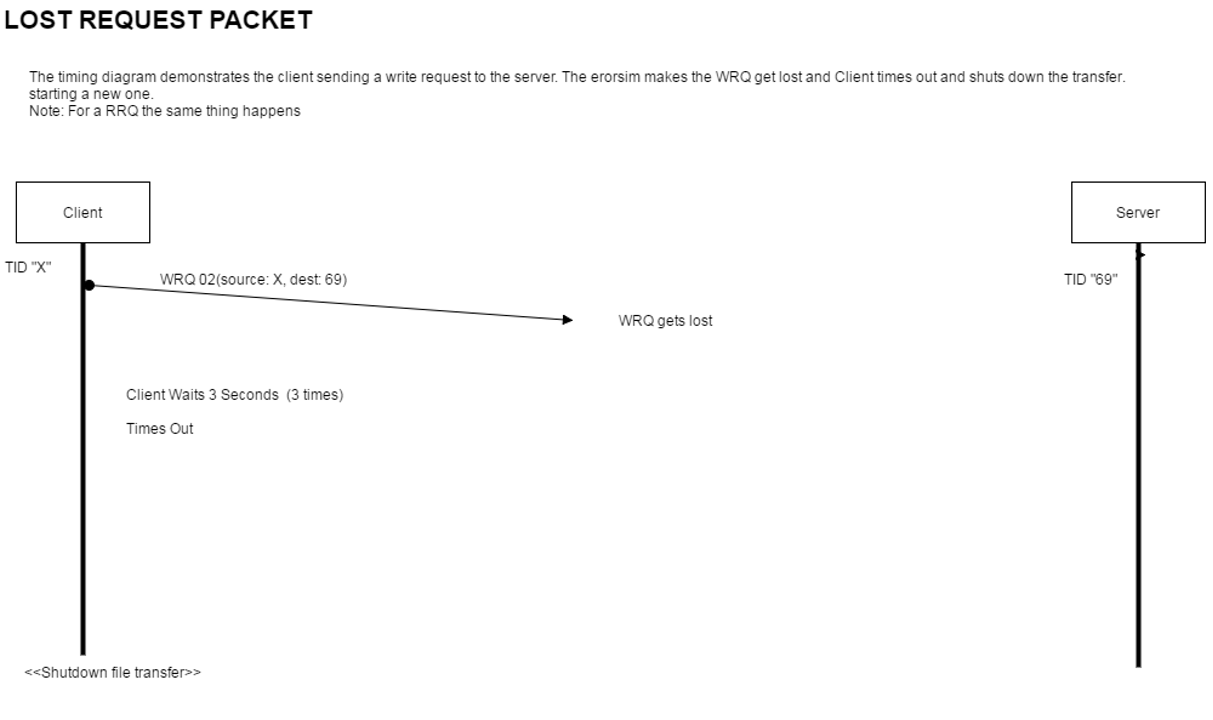 LOST REQUEST PACKET
The timing diagram demonstrates the client sending a write request to the server. The erorsim makes the WRQ get lost and Client times out and shuts down the transfer.
starting a new one.
Note: For a RRQ the same thing happens
Client
Server
TID "X"
WRQ 02(source: X, dest: 69)
TID "69"
WRQ gets lost
Client Waits 3 Seconds (3 times)
Times Out
<<Shutdown file transfer>>